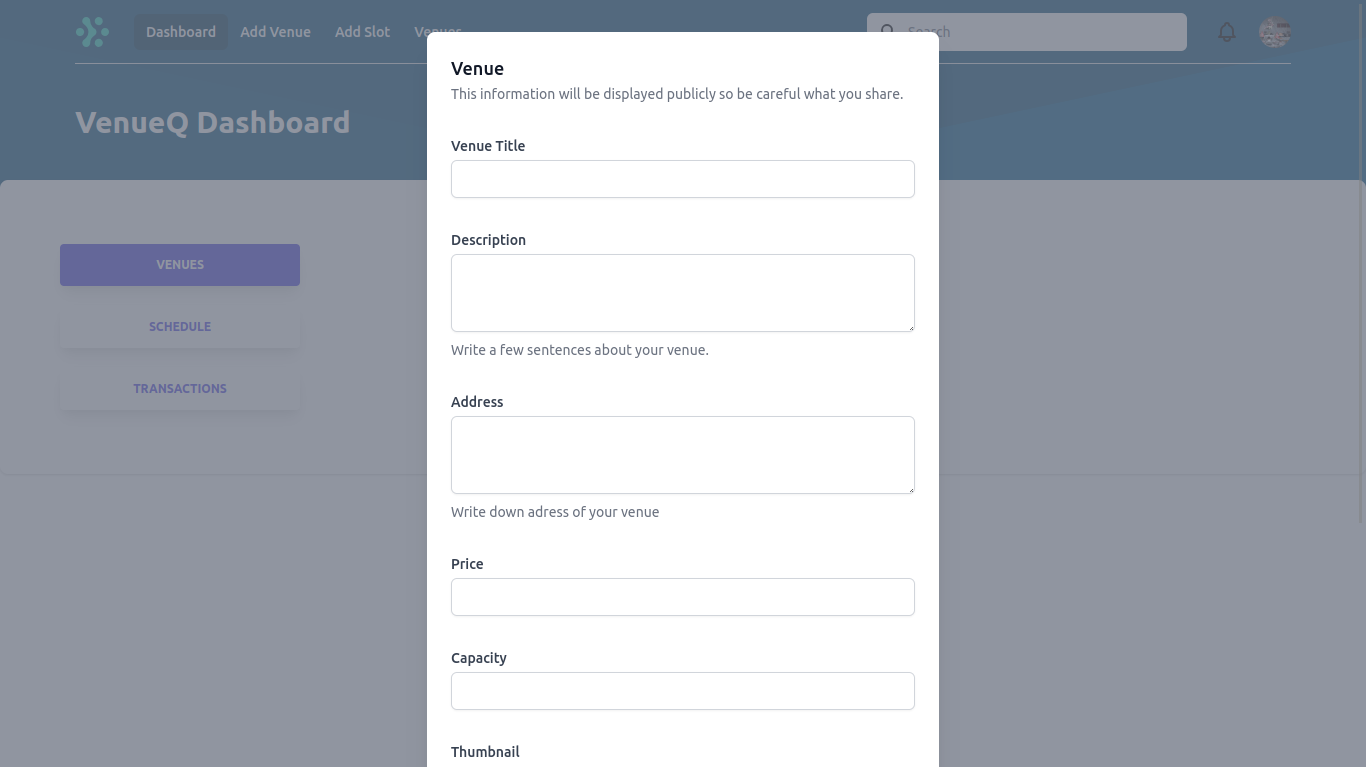 Dashboard Add Venue Add Slot Venues Search
VenueQ Dashboard
VENUES
SCHEDULE
TRANSACTIONS
Venue
This information will be displayed publicly so be careful what you share.
Venue Title
Description
Write a few sentences about your venue.
Address
Write down adress of your venue
Price
Capacity
Thumbnail